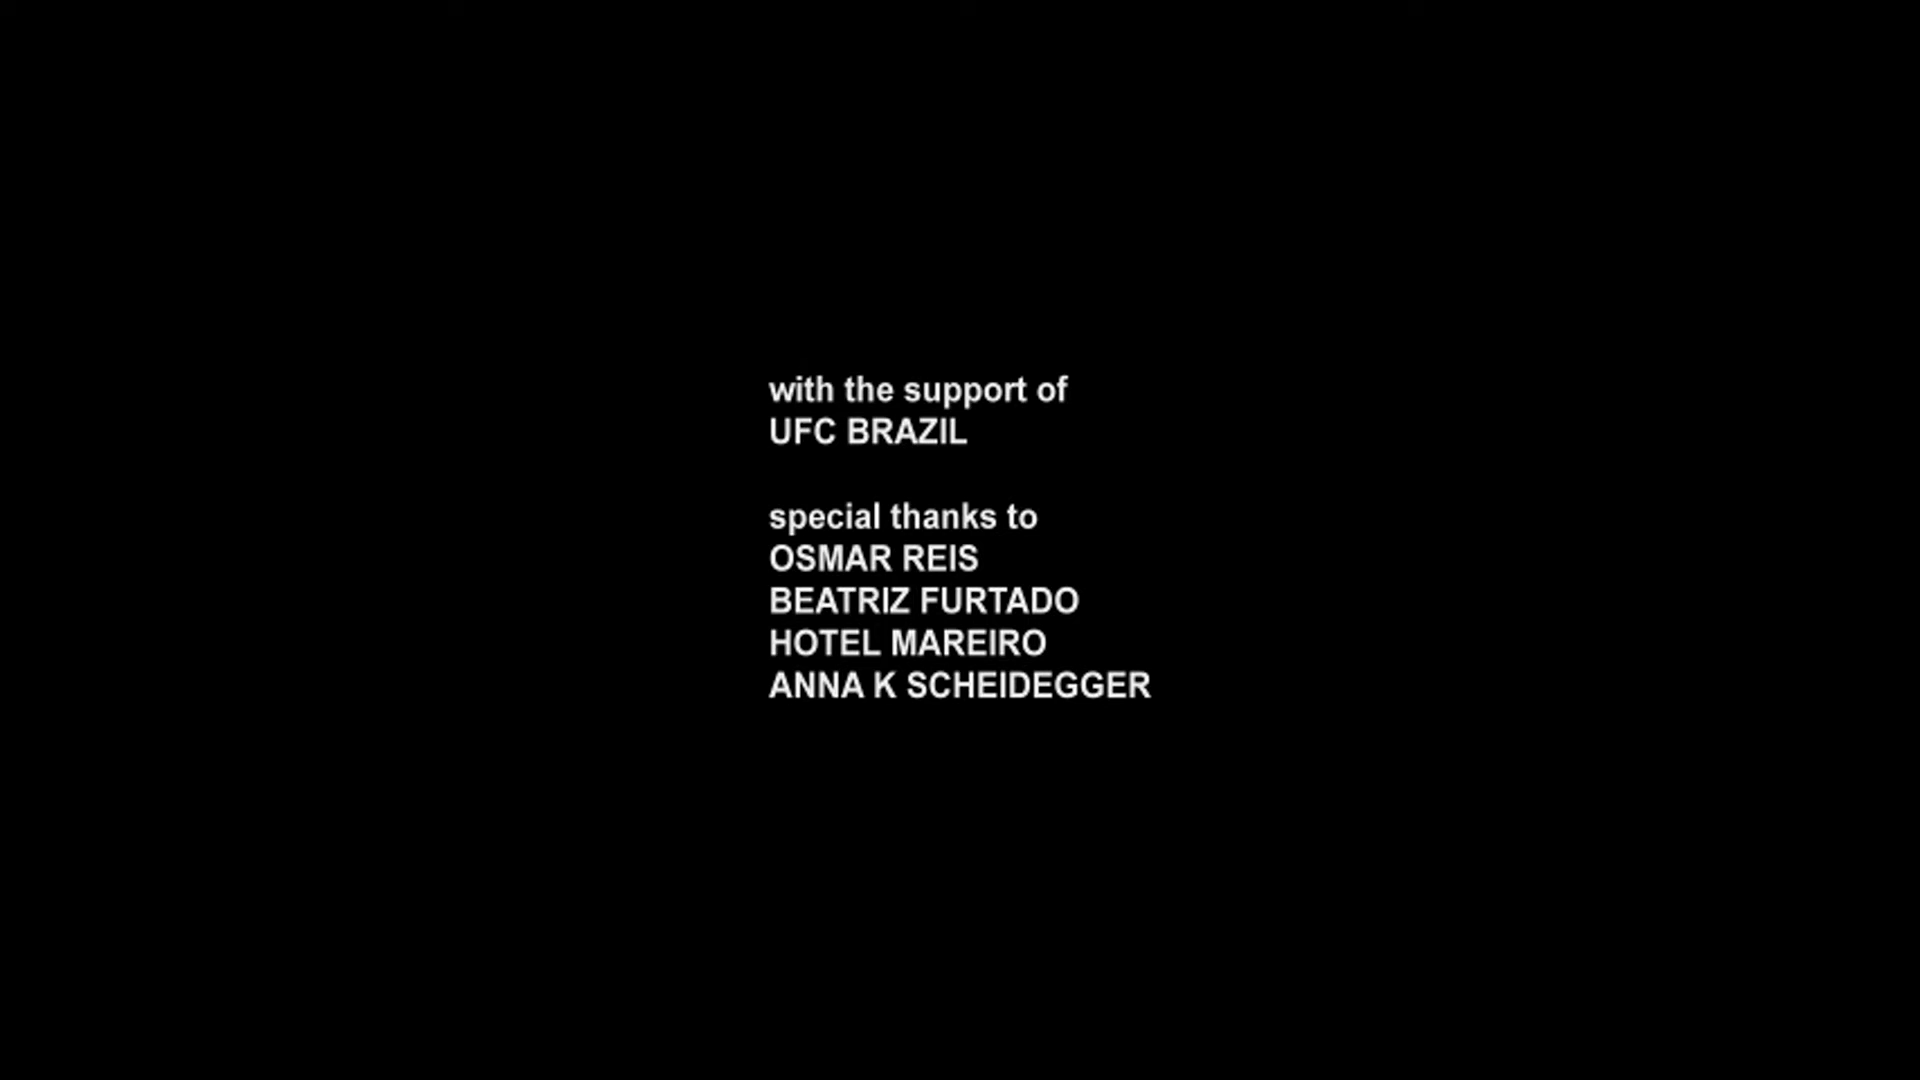 with the support of
UFC BRAZIL
special thanks to
OSMAR REIS
BEATRIZ FURTADO
HOTEL MAREIRO
ANNA K SCHEIDEGGER